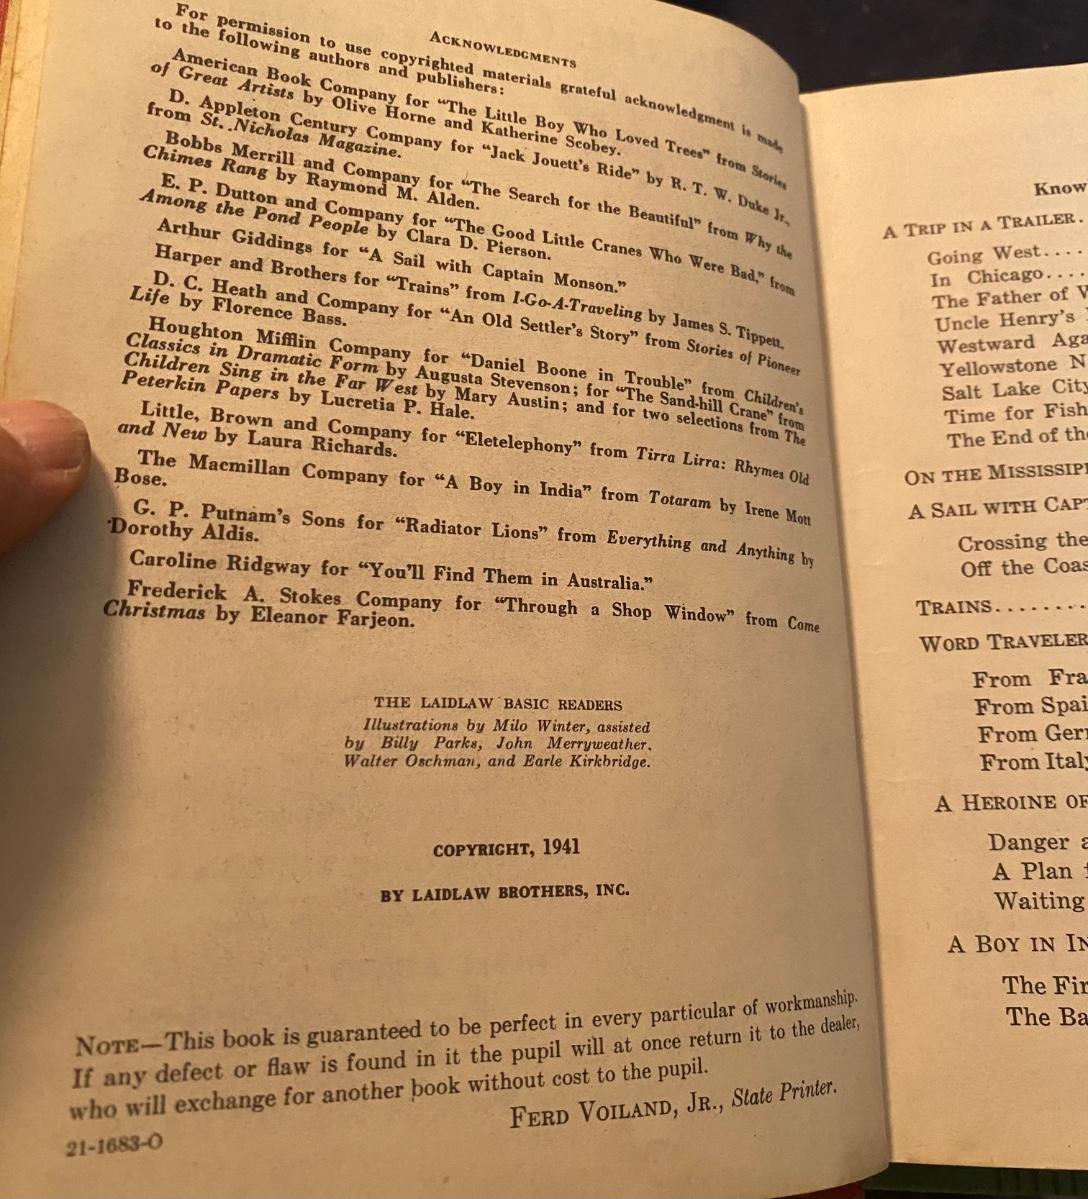 ACKNOWLEDGMENTS
For permission to use copyrighted materials grateful acknowledgment is made
to the following authors and publishers:
American Book Company for "The Little Boy Who Loved Trees" from Stories
of Great Artists by Olive Horne and Katherine Scobey.
D. Appleton Century Company for "Jack Jouett's Ride" by R. T. W. Duke Jr.,
from St. Nicholas Magazine.
Bobbs Merrill and Company for "The Search for the Beautiful" from Why the
Chimes Rang by Raymond M. Alden.
E. P. Dutton and Company for "The Good Little Cranes Who Were Bad," from
Among the Pond People by Clara D. Pierson.
Arthur Giddings for "A Sail with Captain Monson."
Harper and Brothers for "Trains" from I-Go-A-Traveling by James S. Tippett.
D. C. Heath and Company for "An Old Settler's Story" from Stories of Pioneer
Life by Florence Bass.
Houghton Mifflin Company for "Daniel Boone in Trouble" from Children's
Classics in Dramatic Form by Augusta Stevenson; for "The Sand-hill Crane" from
Children Sing in the Far West by Mary Austin; and for two selections from The
Peterkin Papers by Lucretia P. Hale.
Little, Brown and Company for "Eletelephony" from Tirra Lirra: Rhymes Old
and New by Laura Richards.
The Macmillan Company for "A Boy in India" from Totaram by Irene Mott
Bose.
G. P. Putnam's Sons for "Radiator Lions" from Everything and Anything by
Dorothy Aldis.
Caroline Ridgway for "You'll Find Them in Australia."
Frederick A. Stokes Company for "Through a Shop Window" from Come
Christmas by Eleanor Farjeon.
THE LAIDLAW BASIC READERS
Illustrations by Milo Winter, assisted
by Billy Parks, John Merryweather,
Walter Oschman, and Earle Kirkbridge.
COPYRIGHT, 1941
BY LAIDLAW BROTHERS, INC.
NOTE—This book is guaranteed to be perfect in every particular of workmanship.
If any defect or flaw is found in it the pupil will at once return it to the dealer,
who will exchange for another book without cost to the pupil.
FERD VOILAND, JR., State Printer.
21-1683-O
Know
A TRIP IN A TRAILER.
Going West....
In Chicago....
The Father of W
Uncle Henry's
Westward Aga
Yellowstone N
Salt Lake City
Time for Fish
The End of the
ON THE MISSISSIPPI
A SAIL WITH CAPT
Crossing the
Off the Coas
TRAINS........
WORD TRAVELER
From Fra
From Spai
From Germ
From Italy
A HEROINE OF
Danger a
A Plan f
Waiting
A BOY IN IN
The Fir
The Ba